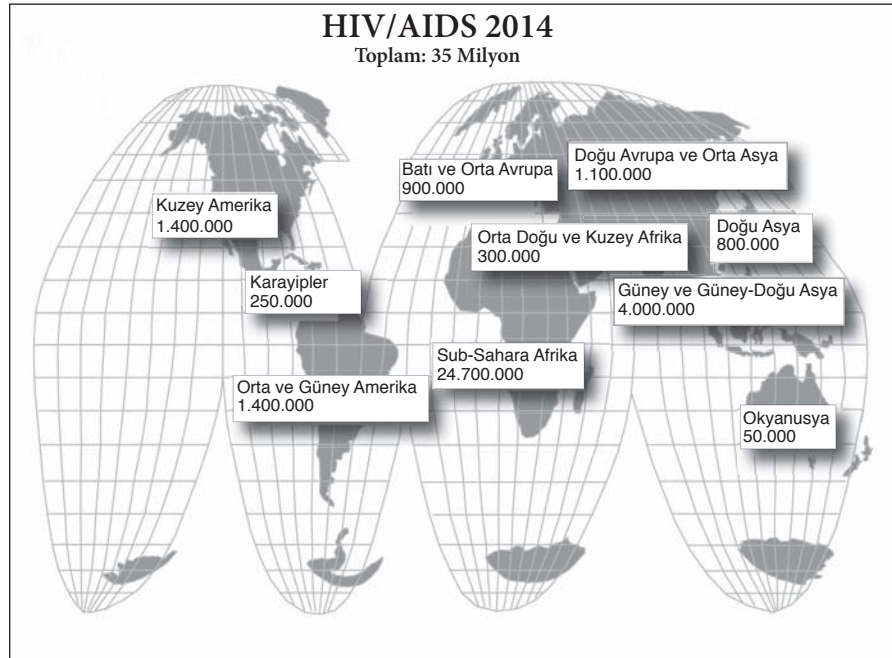 HIV/AIDS 2014
Toplam: 35 Milyon
Doğu Avrupa ve Orta Asya
1.100.000
Batı ve Orta Avrupa
900.000
Kuzey Amerika
1.400.000
Doğu Asya
800.000
Orta Doğu ve Kuzey Afrika
300.000
Karayipler
250.000
Güney ve Güney-Doğu Asya
4.000.000
Sub-Sahara Afrika
24.700.000
Orta ve Güney Amerika
1.400.000
Okyanusya
50.000